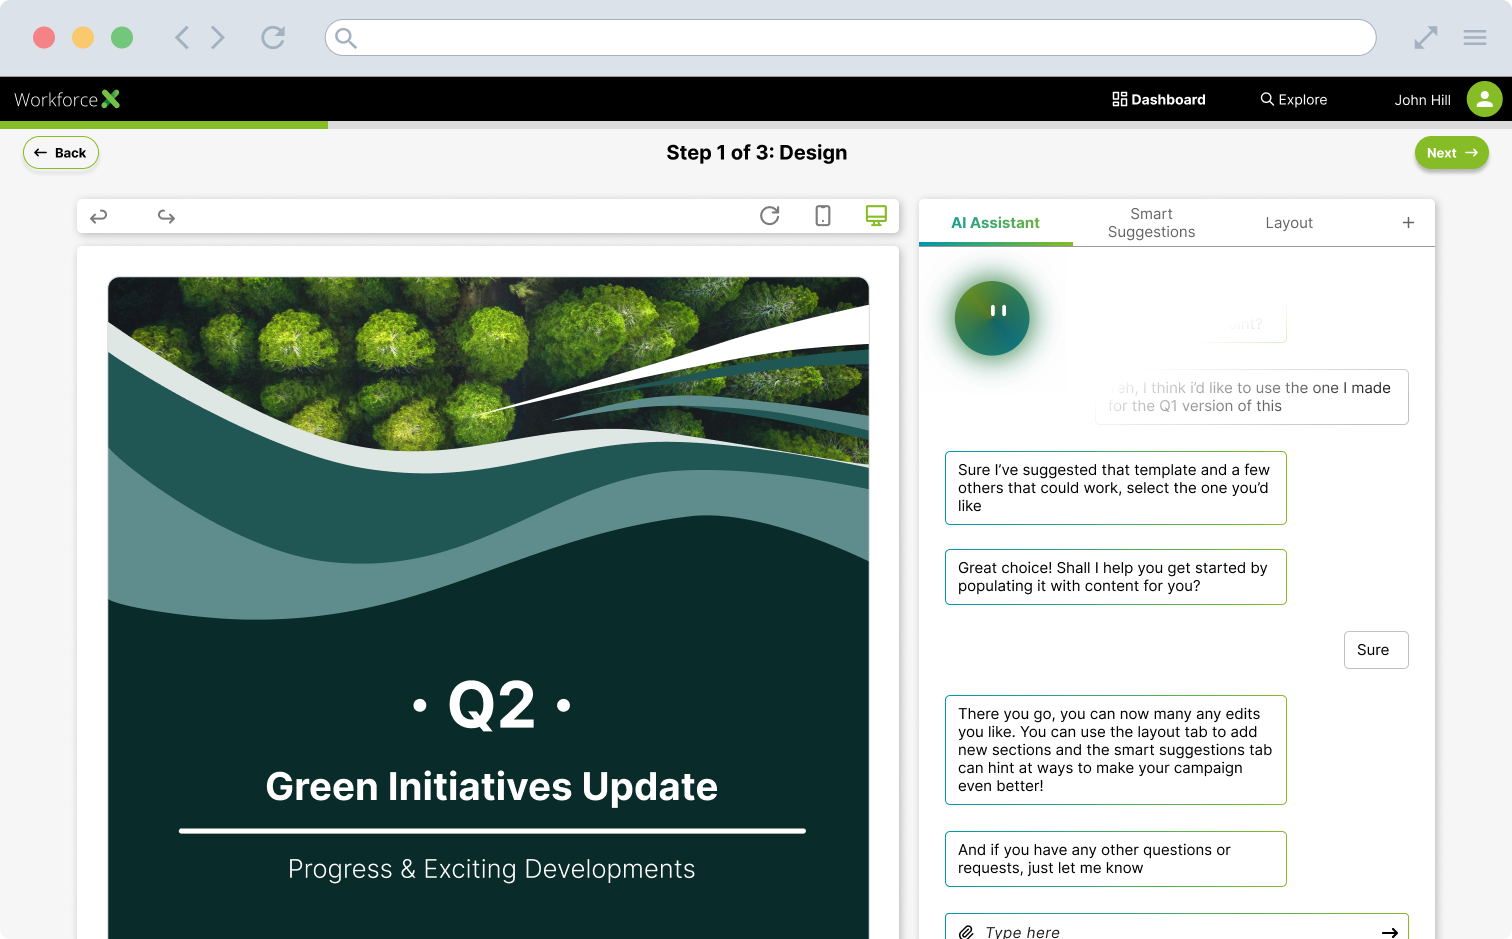 WorkforceX
Dashboard
Explore
John Hill
Back
Step 1 of 3: Design
Next
AI Assistant
Smart
Suggestions
Layout
I think i'd like to use the one I made
for the Q1 version of this
Sure I've suggested that template and a few
others that could work, select the one you'd
like
Great choice! Shall I help you get started by
populating it with content for you?
Sure
There you go, you can now many any edits
you like. You can use the layout tab to add
new sections and the smart suggestions tab
can hint at ways to make your campaign
even better!
And if you have any other questions or
requests, just let me know
Type here
· Q2 ·
Green Initiatives Update
Progress & Exciting Developments